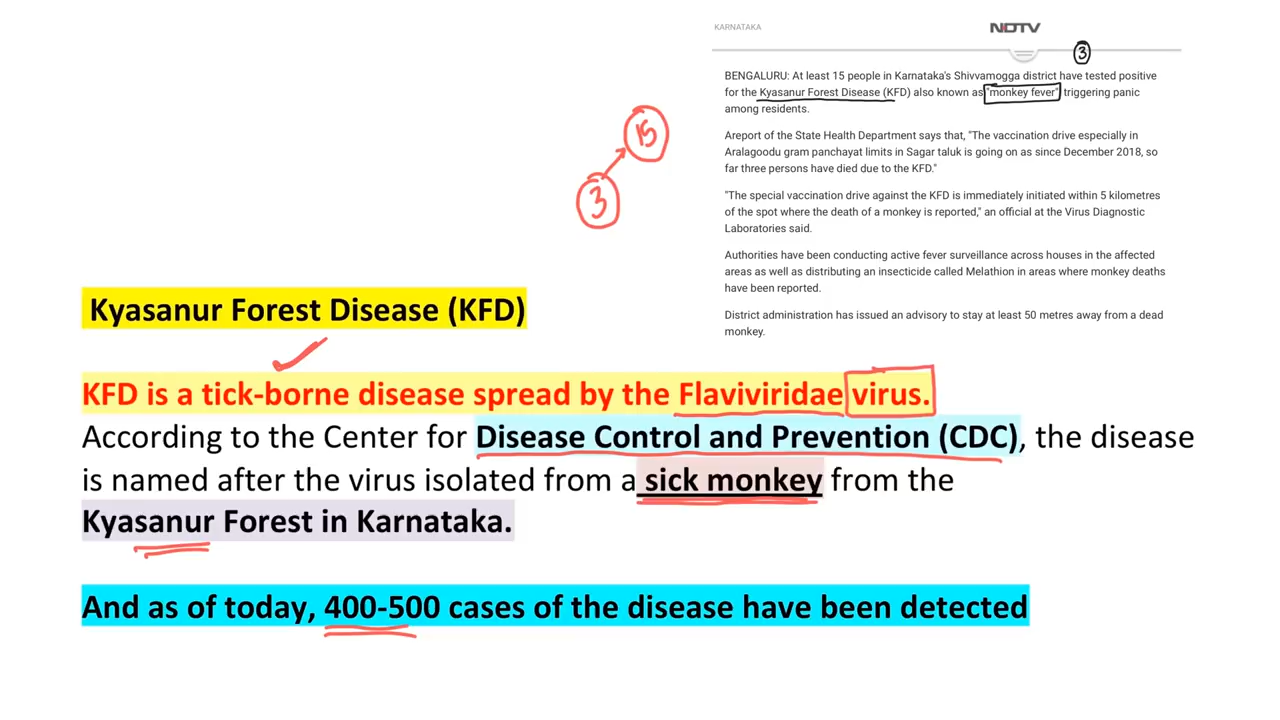 KARNATAKA
NDTV
3
BENGALURU: At least 15 people in Karnataka's Shivvamogga district have tested positive
for the Kyasanur Forest Disease (KFD) also known as "monkey fever", triggering panic
among residents.
Areport of the State Health Department says that, "The vaccination drive especially in
Aralagoodu gram panchayat limits in Sagar taluk is going on as since December 2018, so
far three persons have died due to the KFD."
"The special vaccination drive against the KFD is immediately initiated within 5 kilometres
of the spot where the death of a monkey is reported," an official at the Virus Diagnostic
Laboratories said.
Authorities have been conducting active fever surveillance across houses in the affected
areas as well as distributing an insecticide called Melathion in areas where monkey deaths
have been reported.
District administration has issued an advisory to stay at least 50 metres away from a dead
monkey.
15
3
Kyasanur Forest Disease (KFD)
KFD is a tick-borne disease spread by the Flaviviridae virus.
According to the Center for Disease Control and Prevention (CDC), the disease
is named after the virus isolated from a sick monkey from the
Kyasanur Forest in Karnataka.
And as of today, 400-500 cases of the disease have been detected